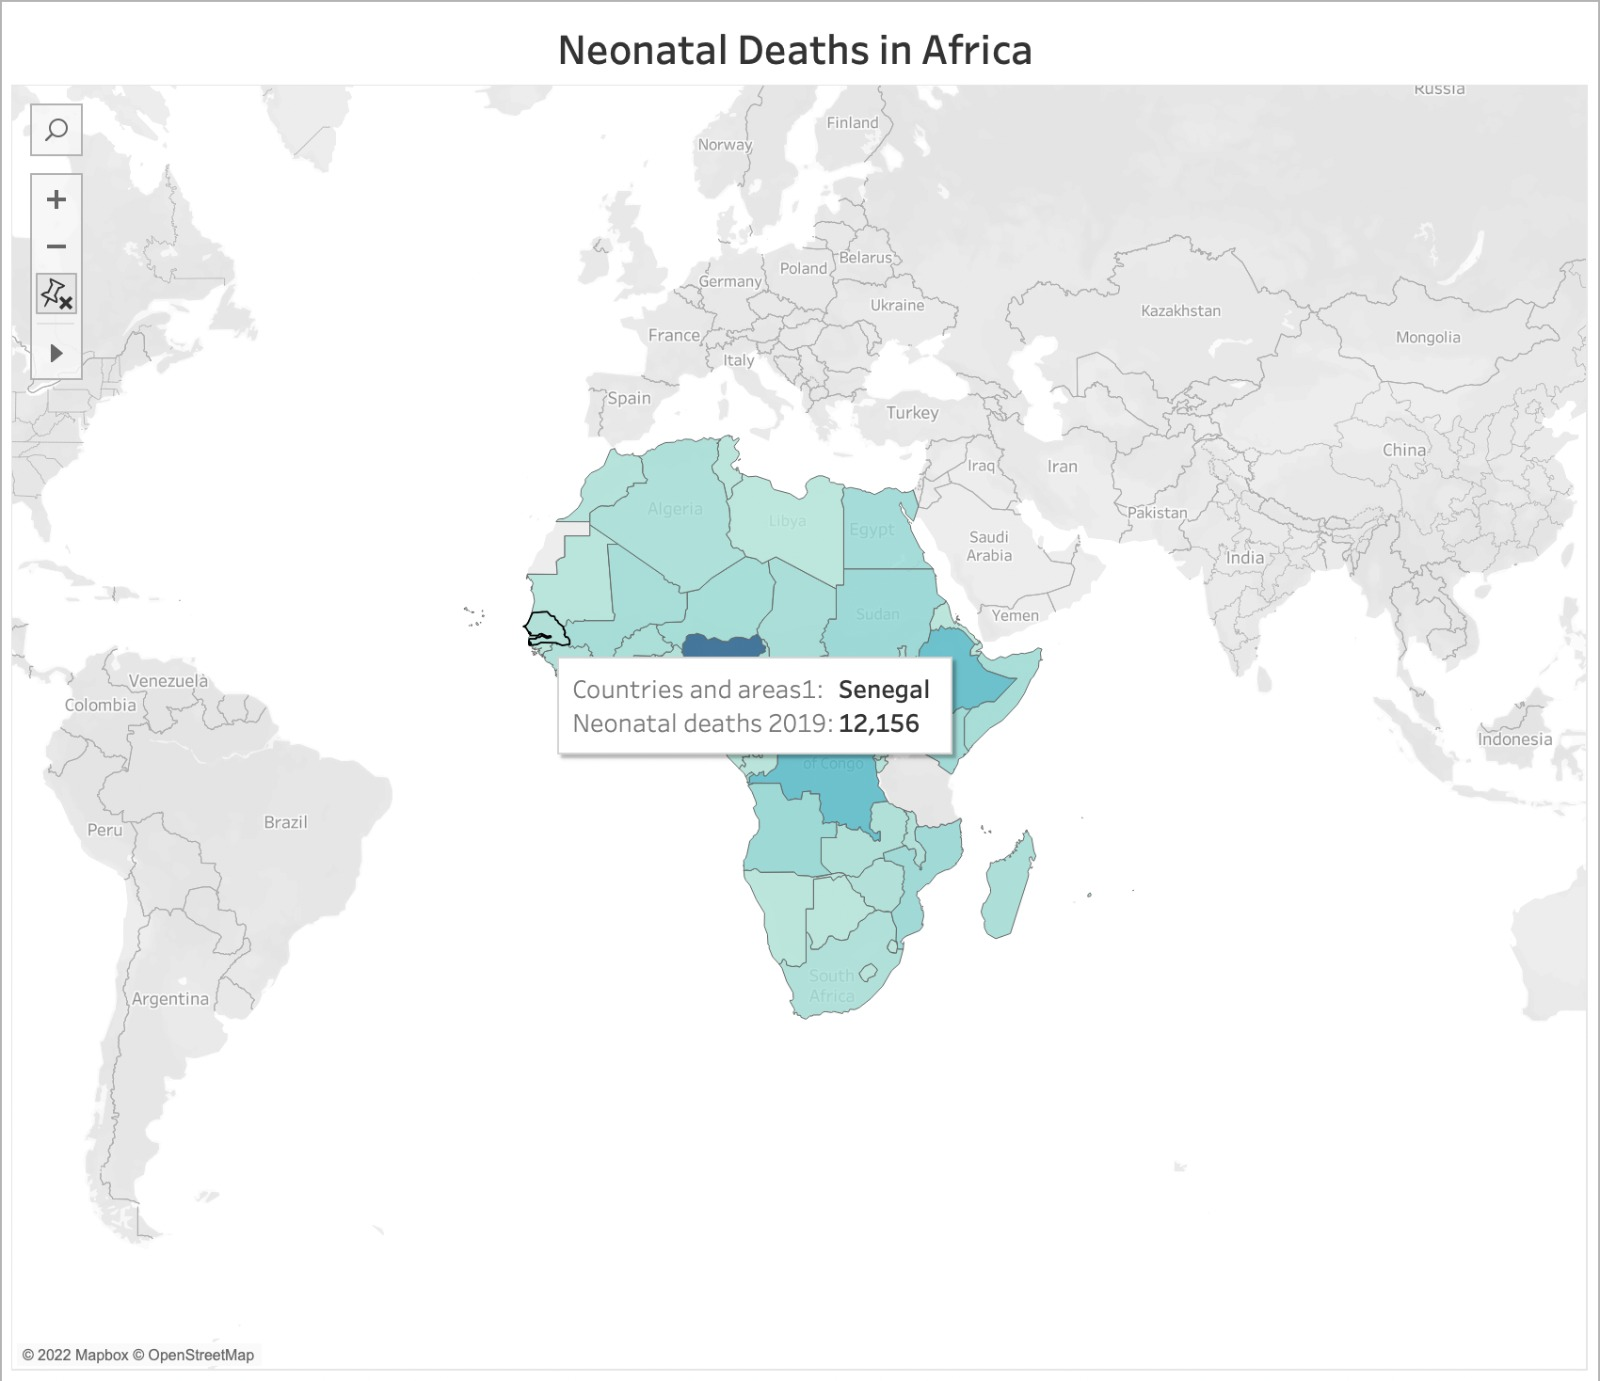 Neonatal Deaths in Africa
Russia
Finland
Norway
Belarus
Poland
Germany
Ukraine
Kazakhstan
France
Mongolia
Italy
Spain
Turkey
China
Iraq
Iran
Algeria
Pakistan
Libya
Egypt
Saudi
Arabia
India
Sudan
Yemen
Venezuela
Countries and areas1: Senegal
Colombia
Neonatal deaths 2019: 12,156
Indonesia
of Congo
Brazil
Peru
South
Africa
Argentina
© 2022 Mapbox © OpenStreetMap